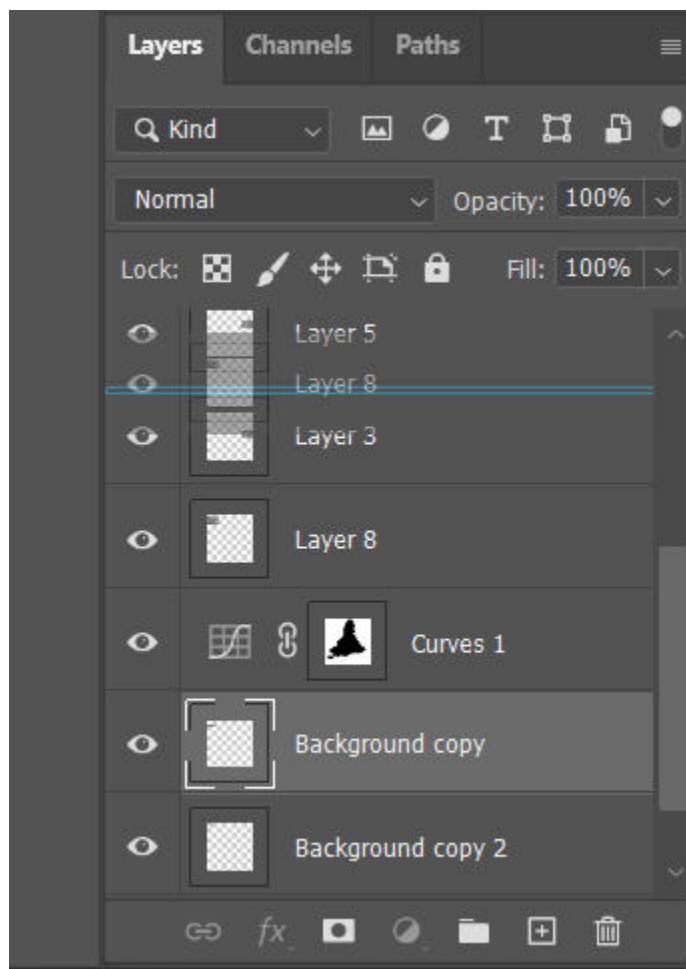 Layers Channels Paths
Kind
Normal Opacity: 100%
Lock: Fill: 100%
Layer 5
Layer 8
Layer 3
Layer 8
Curves 1
Background copy
Background copy 2
fx